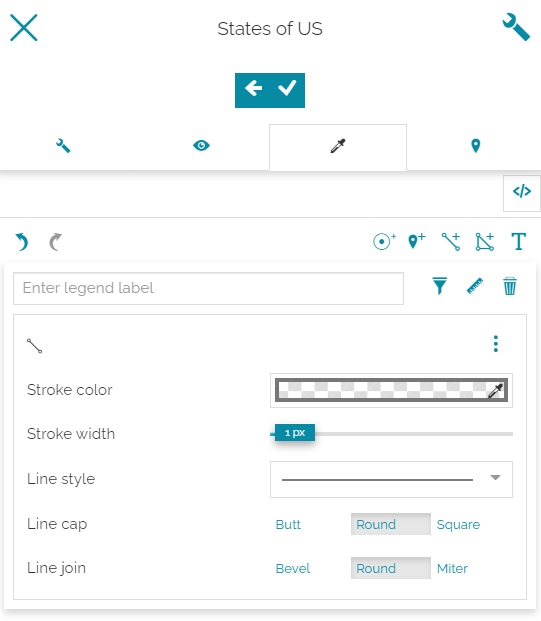 States of US
</>
T
Enter legend label
Stroke color
Stroke width
1 px
Line style
Line cap
Butt Round Square
Line join
Bevel Round Miter